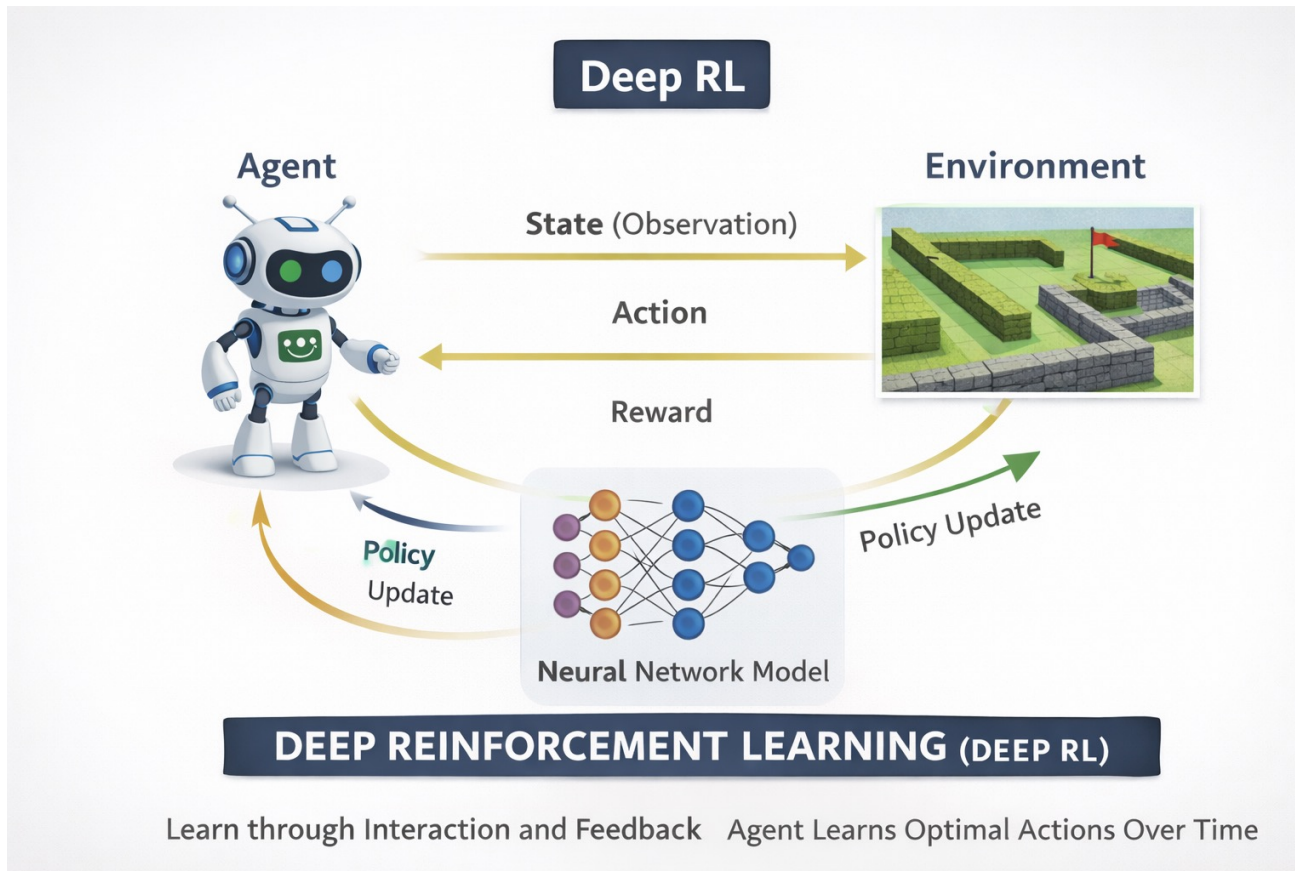 Deep RL
Agent
Environment
State (Observation)
Action
Reward
Policy
Update
Policy Update
Neural Network Model
DEEP REINFORCEMENT LEARNING (DEEP RL)
Learn through Interaction and Feedback Agent Learns Optimal Actions Over Time